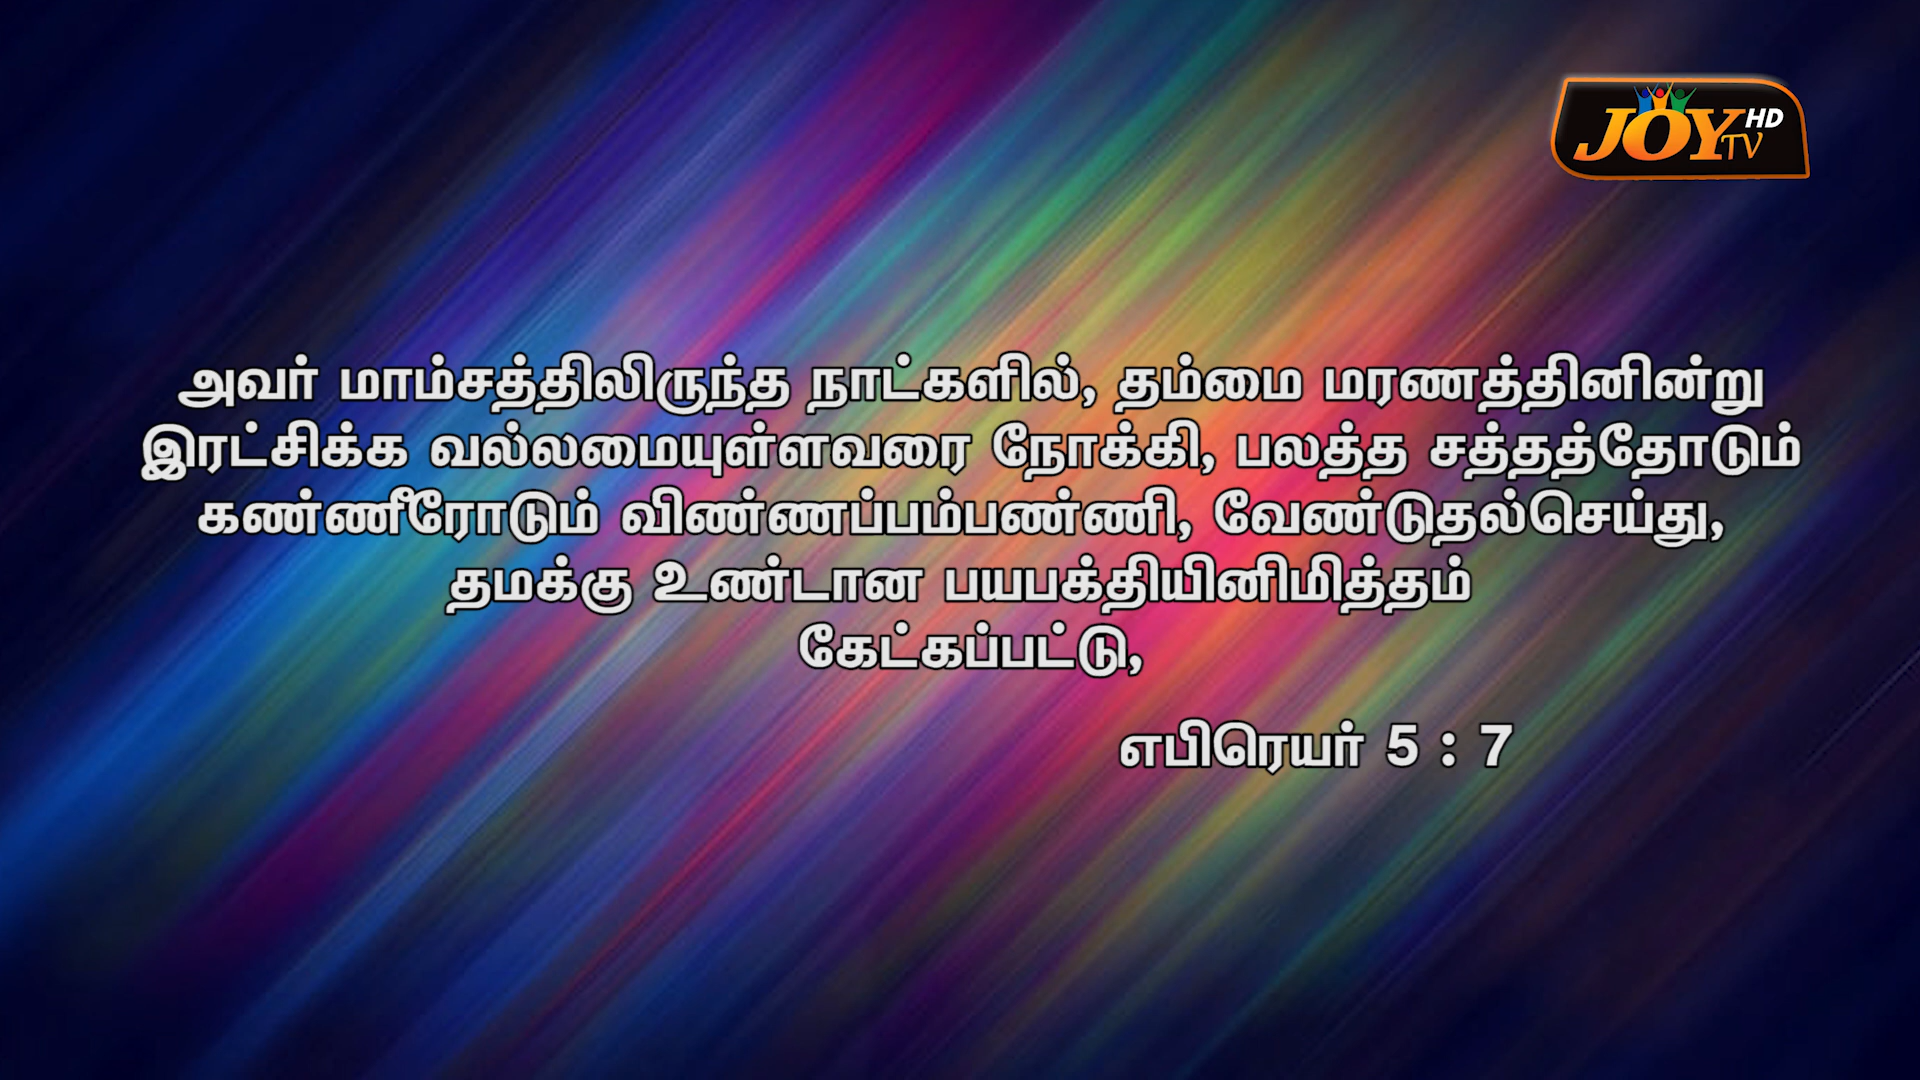 JOY HD
TV
அவர் மாம்சத்திலிருந்த நாட்களில், தம்மை மரணத்தினின்று
இரட்சிக்க வல்லமையுள்ளவரை நோக்கி, பலத்த சத்தத்தோடும்
கண்ணீரோடும் விண்ணப்பம்பண்ணி, வேண்டுதல்செய்து,
தமக்கு உண்டான பயபக்தியினிமித்தம்
கேட்கப்பட்டு,
எபிரெயர் 5 : 7